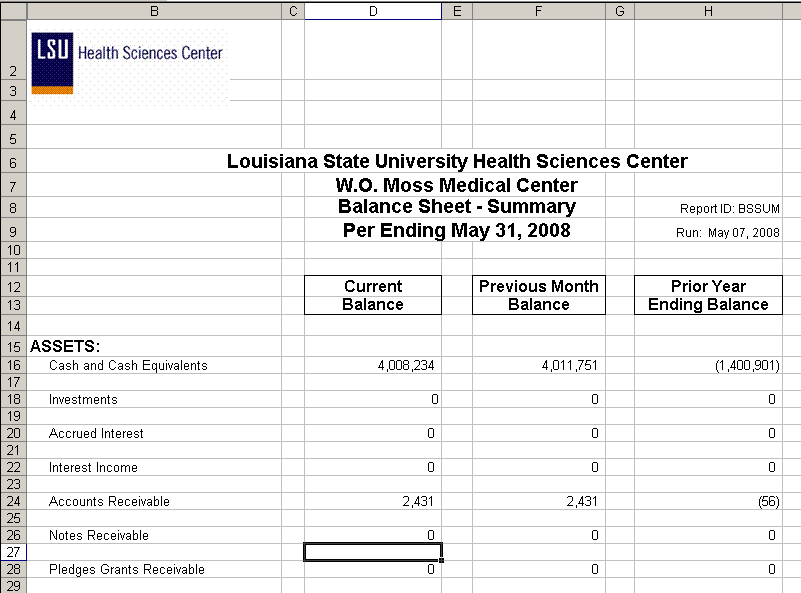 B C D E F G H
2 LSU Health Sciences Center
3
4
5
6 Louisiana State University Health Sciences Center
7 W.O. Moss Medical Center
8 Balance Sheet - Summary Report ID: BSSUM
9 Per Ending May 31, 2008 Run: May 07, 2008
10
11
12 Current Previous Month Prior Year
13 Balance Balance Ending Balance
14
15 ASSETS:
16 Cash and Cash Equivalents 4,008,234 4,011,751 (1,400,901)
17
18 Investments 0 0 0
19
20 Accrued Interest 0 0 0
21
22 Interest Income 0 0 0
23
24 Accounts Receivable 2,431 2,431 (56)
25
26 Notes Receivable 0 0 0
27
28 Pledges Grants Receivable 0 0 0
29